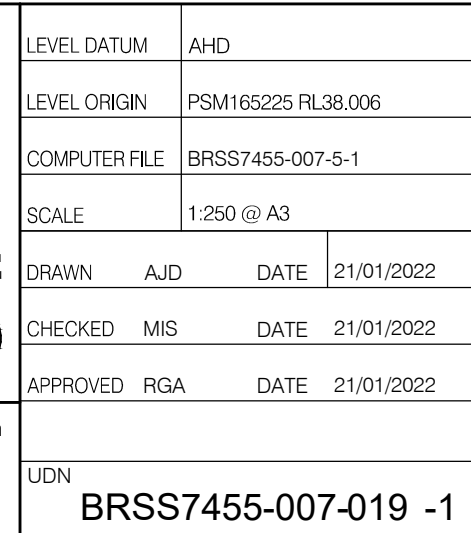 LEVEL DATUM AHD
LEVEL ORIGIN PSM165225 RL38.006
COMPUTER FILE BRSS7455-007-5-1
SCALE 1:250 @ A3
DRAWN AJD DATE 21/01/2022
CHECKED MIS DATE 21/01/2022
APPROVED RGA DATE 21/01/2022
UDN
BRSS7455-007-019 -1